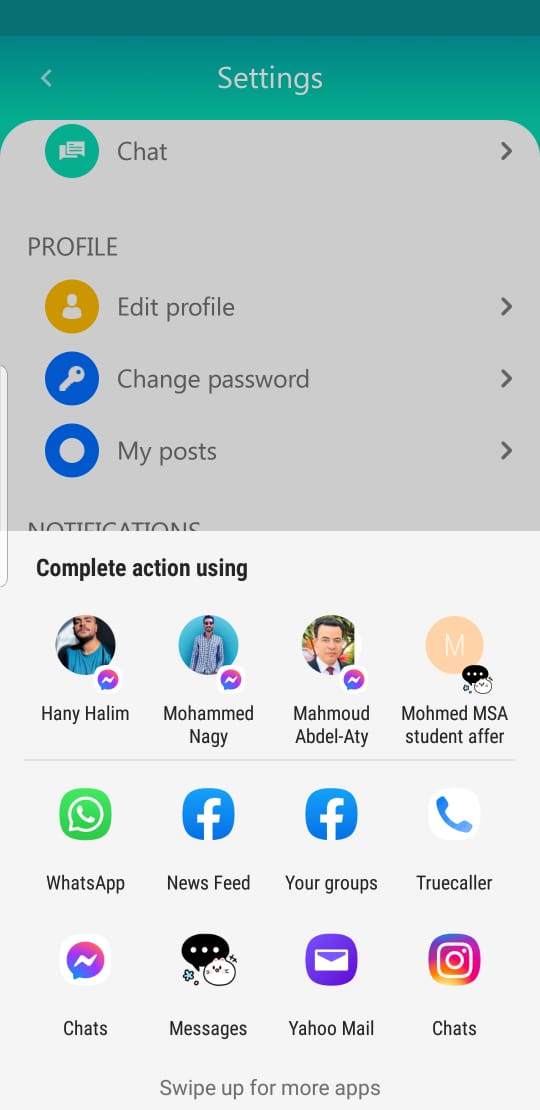 Settings
Chat
PROFILE
Edit profile
Change password
My posts
NOTIFICATIONS
Complete action using
Hany Halim
Mohammed
Nagy
Mahmoud
Abdel-Aty
M
Mohmed MSA
student affer
WhatsApp
News Feed
Your groups
Truecaller
Chats
Messages
Yahoo Mail
Chats
Swipe up for more apps